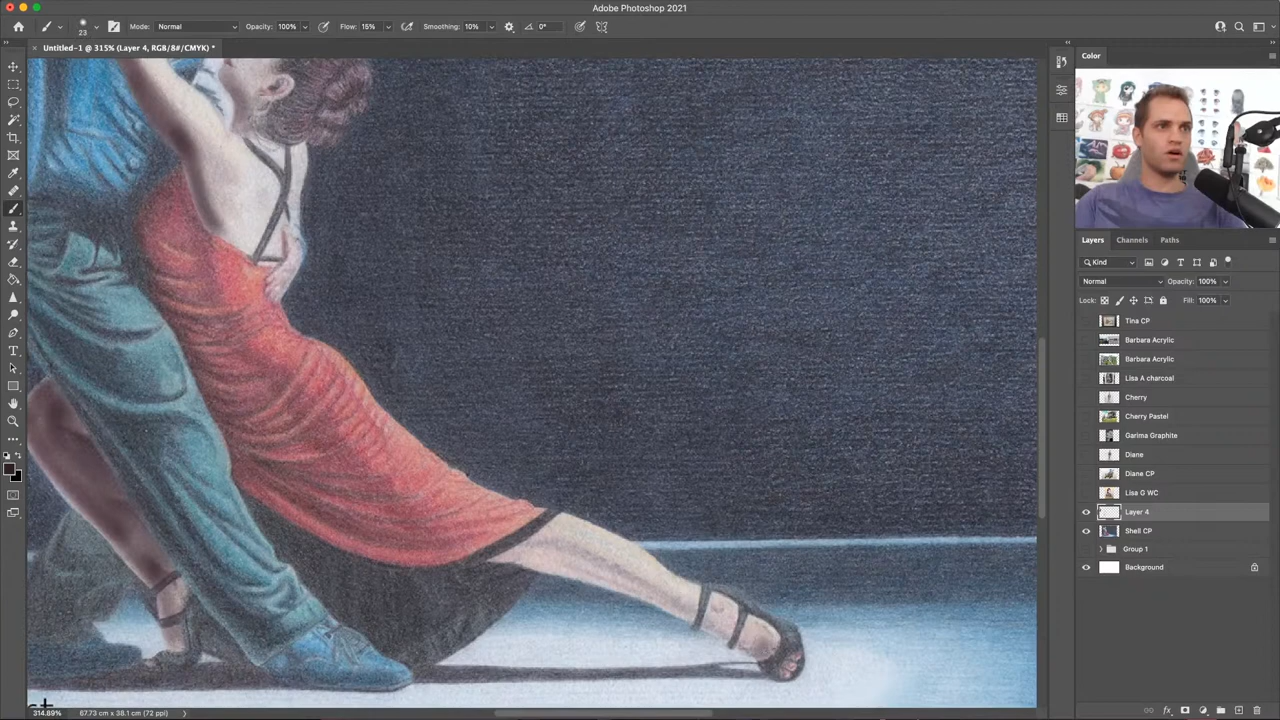 Adobe Photoshop 2021
23
Mode: Normal
Opacity: 100%
Flow: 15%
Smoothing: 10%
0°
Untitled-1 @ 315% (Layer 4, RGB/8#/CMYK) *
Color
Layers
Channels
Paths
Kind
Normal
Opacity: 100%
Lock:
Fill: 100%
Tina CP
Barbara Acrylic
Barbara Acrylic
Lisa A charcoal
Cherry
Cherry Pastel
Garima Graphite
Diane
Diane CP
Lisa G WC
Layer 4
Shell CP
Group 1
Background
st
314.89%
67.73 cm x 38.1 cm (72 ppi)